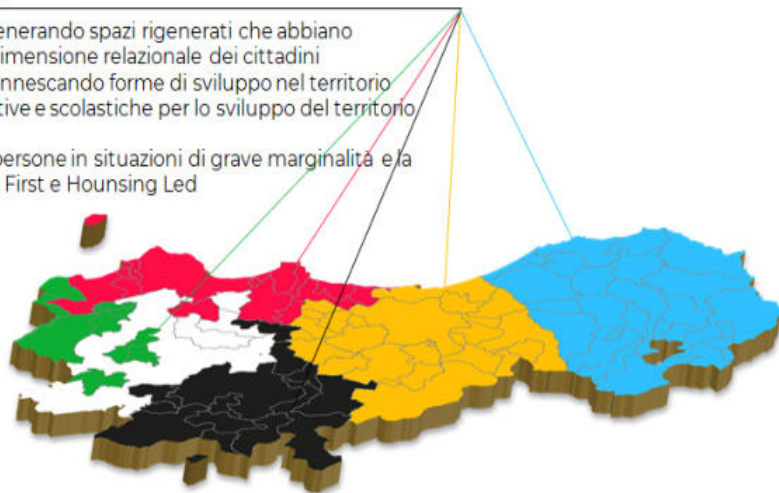 enerando spazi rigenerati che abbiano
imensione relazionale dei cittadini
nnescando forme di sviluppo nel territorio
tive e scolastiche per lo sviluppo del territorio
persone in situazioni di grave marginalità e la
First e Hounsing Led